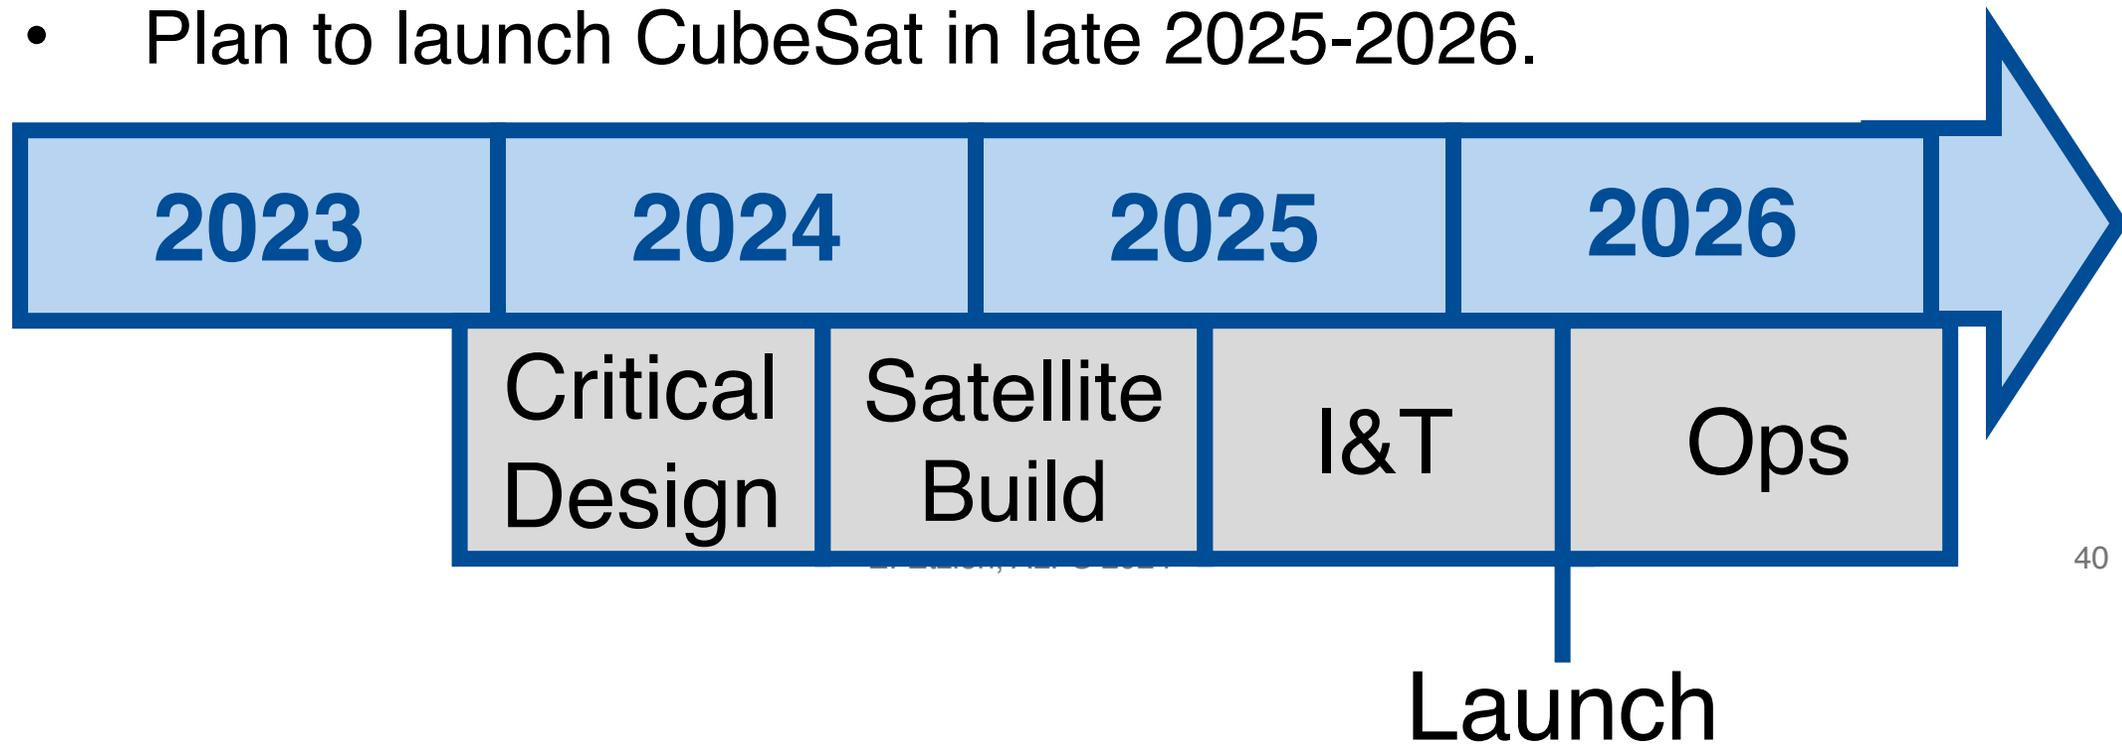 • Plan to launch CubeSat in late 2025-2026.
2023 2024 2025 2026
Critical
Design
Satellite
Build
I&T
Ops
40
Launch